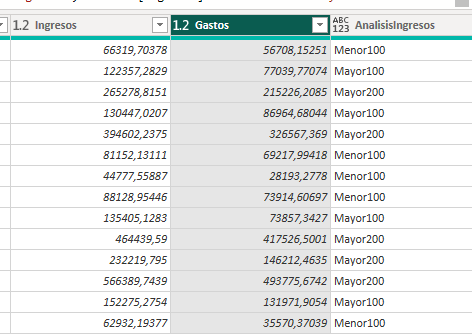 1.2 Ingresos 1.2 Gastos ABC 123 AnalisisIngresos
66319,70378 56708,15251 Menor100
122357,2829 77039,77074 Mayor100
265278,8151 215226,2085 Mayor200
130447,0207 86964,68044 Mayor100
394602,2375 326567,369 Mayor200
81152,13111 69217,99418 Menor100
44777,55887 28193,2778 Menor100
88128,95446 73914,60697 Menor100
135405,1283 73857,3427 Mayor100
464439,59 417526,5001 Mayor200
232219,795 146212,4635 Mayor200
566389,7439 493775,6742 Mayor200
152275,2754 131971,9054 Mayor100
62932,19377 35570,37039 Menor100